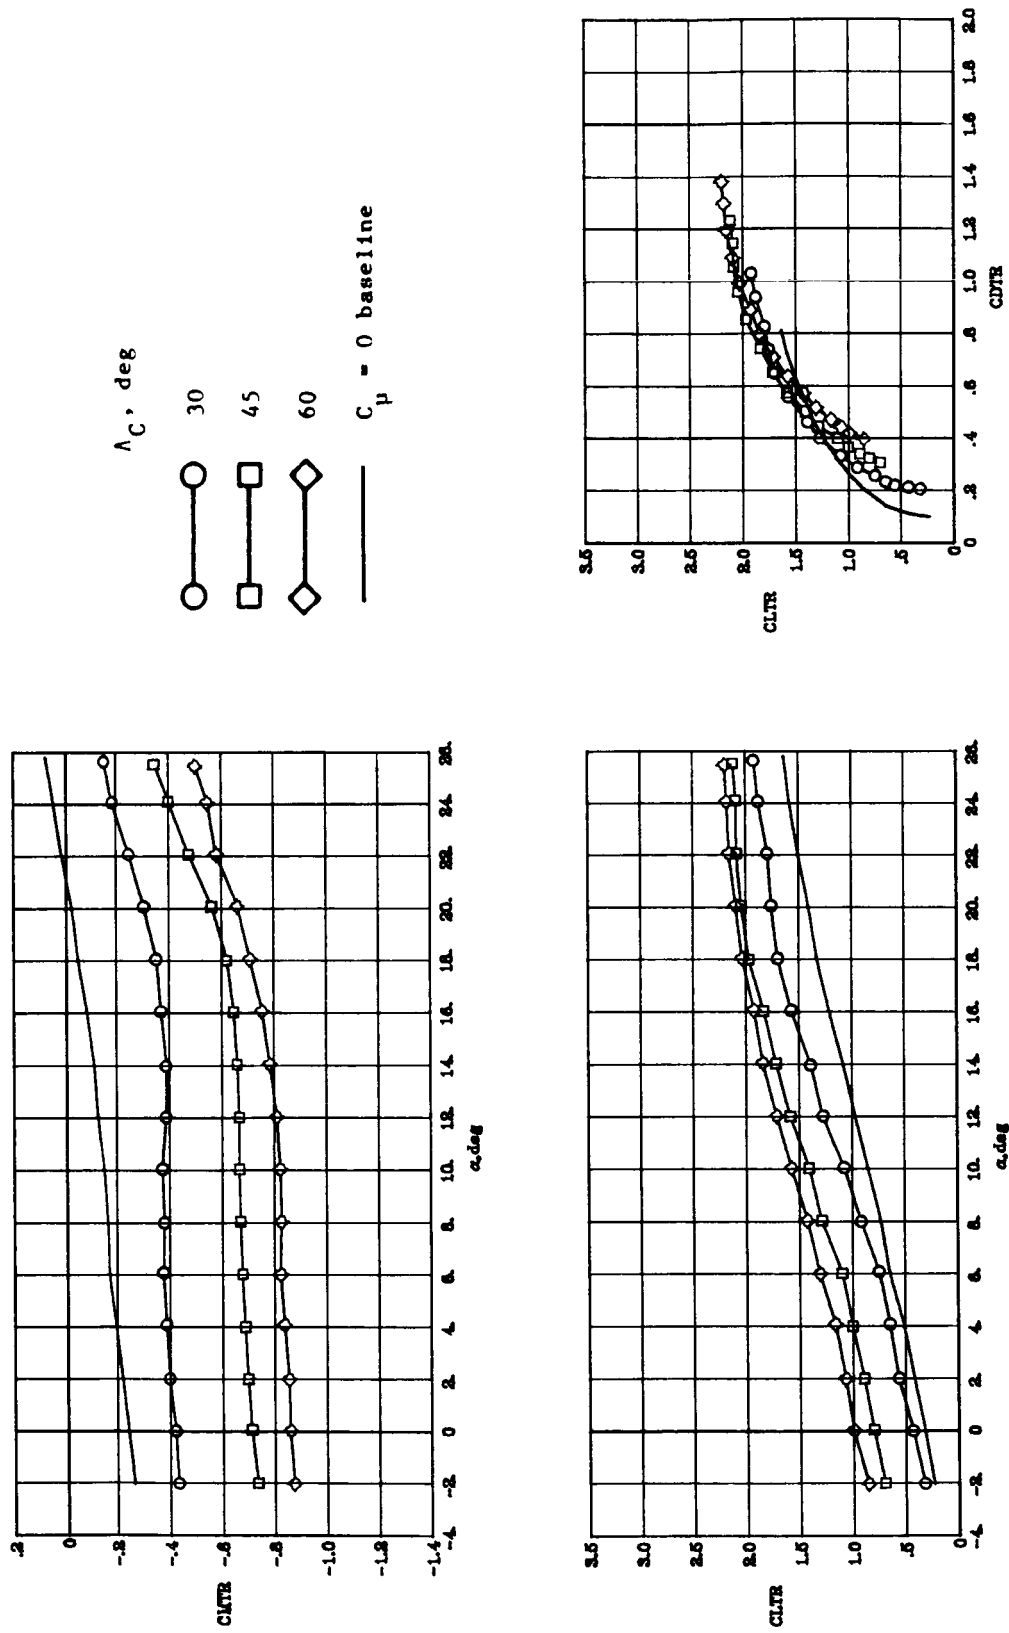 ΛC, deg
30
45
60
Cμ = 0 baseline
.2
0
-.2
-.4
-.6
-.8
-1.0
-1.2
-1.4
CMTR
-4. -2. 0 2. 4. 6. 8. 10. 12. 14. 16. 18. 20. 22. 24. 26.
α,deg
3.5
3.0
2.5
2.0
1.5
1.0
.5
0
CLTR
-4. -2. 0 2. 4. 6. 8. 10. 12. 14. 16. 18. 20. 22. 24. 26.
α,deg
3.5
3.0
2.5
2.0
1.5
1.0
.5
0
CLTR
0 .2 .4 .6 .8 1.0 1.2 1.4 1.6 1.8 2.0
CDTR